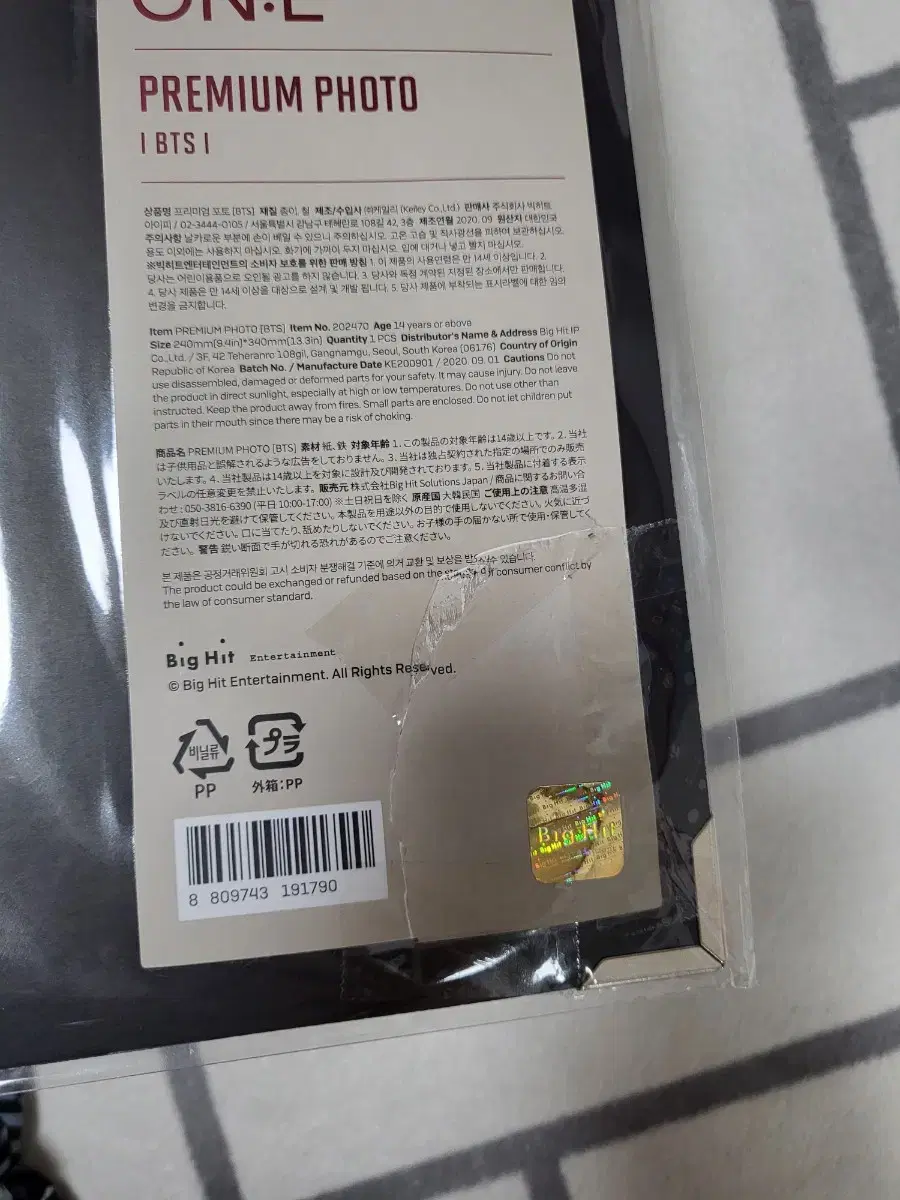 ON:E
PREMIUM PHOTO
| BTS |
상품명 프리미엄 포토 [BTS] 재질 종이, 철 제조/수입사 ㈜케일리 (Keiley Co.,Ltd.) 판매사 주식회사 빅히트
아이피 / 02-3444-0105 / 서울특별시 강남구 테헤란로 108길 42, 3층 제조연월 2020. 09 원산지 대한민국
주의사항 날카로운 부분에 손이 베일 수 있으니 주의하십시오. 고온 고습 및 직사광선을 피하여 보관하십시오.
용도 이외에는 사용하지 마십시오. 화기에 가까이 두지 마십시오. 입에 대거나 넣고 빨지 마십시오.
※빅히트엔터테인먼트의 소비자 보호를 위한 판매 방침 1. 이 제품의 사용연령은 만 14세 이상입니다. 2.
당사는 어린이용품으로 오인될 광고를 하지 않습니다. 3. 당사와 독점 계약된 지정된 장소에서만 판매합니다.
4. 당사 제품은 만 14세 이상을 대상으로 설계 및 개발 됩니다. 5. 당사 제품에 부착되는 표시라벨에 대한 임의
변경을 금지합니다.
Item PREMIUM PHOTO [BTS] Item No. 202470 Age 14 years or above
Size 240mm(9.4in)*340mm(13.3in) Quantity 1 PCS Distributor's Name & Address Big Hit IP
Co.,Ltd. / 3F, 42 Teheranro 108gil, Gangnamgu, Seoul, South Korea (06176) Country of Origin
Republic of Korea Batch No. / Manufacture Date KE200901 / 2020. 09. 01 Cautions Do not
use disassembled, damaged or deformed parts for your safety. It may cause injury. Do not leave
the product in direct sunlight, especially at high or low temperatures. Do not use other than
instructed. Keep the product away from fires. Small parts are enclosed. Do not let children put
parts in their mouth since there may be a risk of choking.
商品名 PREMIUM PHOTO [BTS] 素材 紙、鉄 対象年齢 1. この製品の対象年齢は14歳以上です。2. 当社
は子供用品と誤解されるような広告をしておりません。3. 当社は独占契約された指定の場所でのみ販売
いたします。4. 当社製品は14歳以上を対象に設計及び開発されております。5. 当社製品に付着する表示
ラベルの任意変更を禁止いたします。販売元 株式会社Big Hit Solutions Japan / 商品に関するお問い合
わせ : 050-3816-6390 (平日 10:00-17:00) ※土日祝日を除く 原産国 大韓民国 ご使用上の注意 高温多湿
及び直射日光を避けて保管してください。本製品を用途以外の目的で使用しないでください。火気に近づ
けないでください。口に当てたり、舐めたりしないでください。お子様の手の届かない所で使用・保管してく
ださい。警告 鋭い断面で手が切れる恐れがあるのでご注意ください。
본 제품은 공정거래위원회 고시 소비자 분쟁해결 기준에 의거 교환 및 보상을 받으실수 있습니다.
The product could be exchanged or refunded based on the of consumer conflict by
the law of consumer standard.
Big Hit Entertainment
© Big Hit Entertainment. All Rights Reserved.
비닐류 プラ
PP 外箱:PP
Big Hit
8 809743 191790